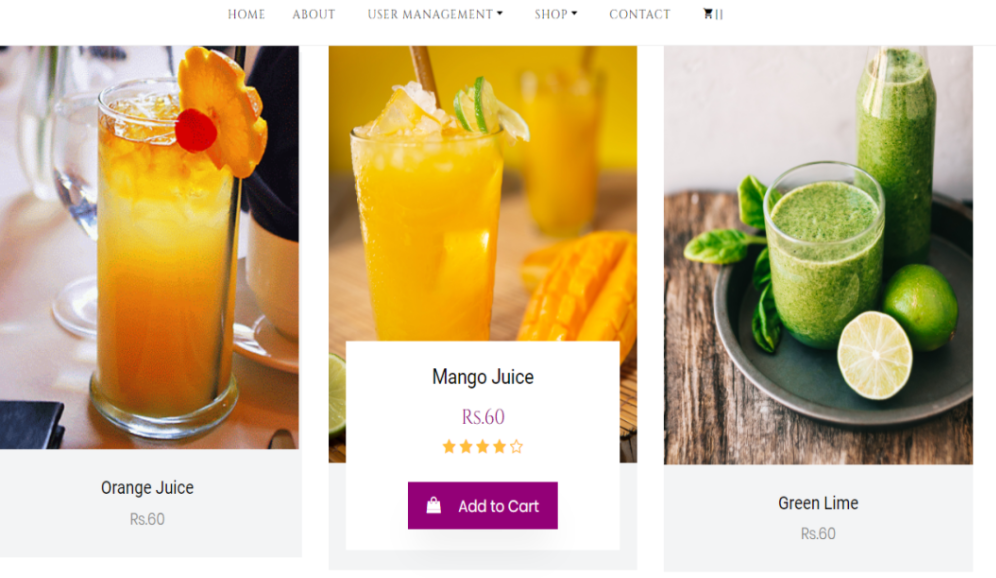 HOME ABOUT USER MANAGEMENT SHOP CONTACT
Orange Juice
Rs.60
Mango Juice
Rs.60
Add to Cart
Green Lime
Rs.60